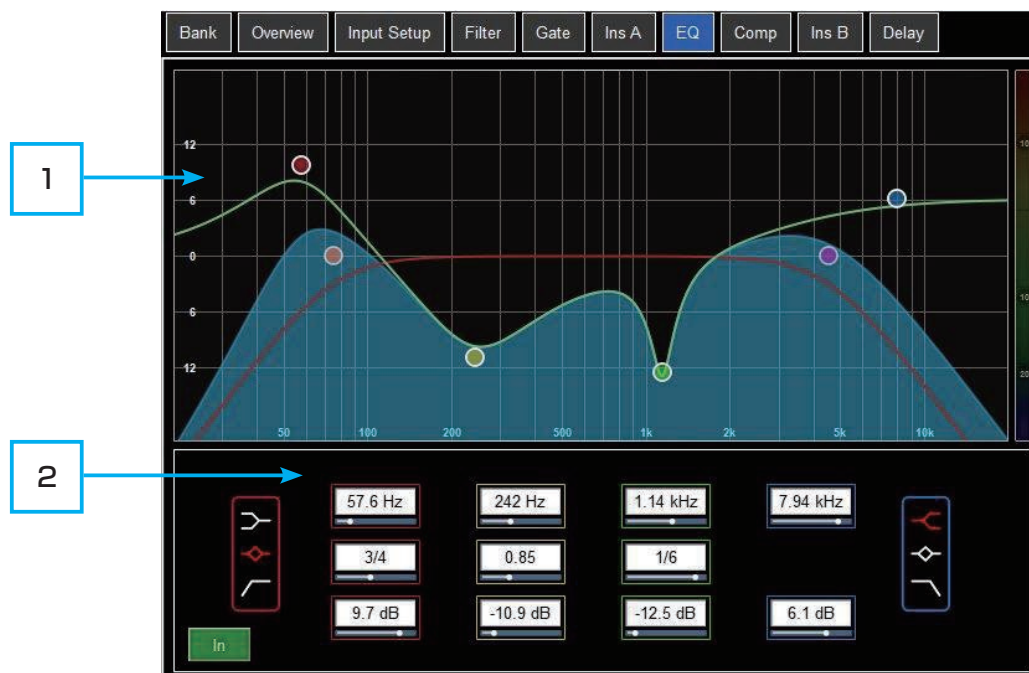 Bank Overview Input Setup Filter Gate Ins A EQ Comp Ins B Delay
1
12
6
0
6
12
50 100 200 500 1k 2k 5k 10k
2
57.6 Hz 242 Hz 1.14 kHz 7.94 kHz
3/4 0.85 1/6
9.7 dB -10.9 dB -12.5 dB 6.1 dB
In